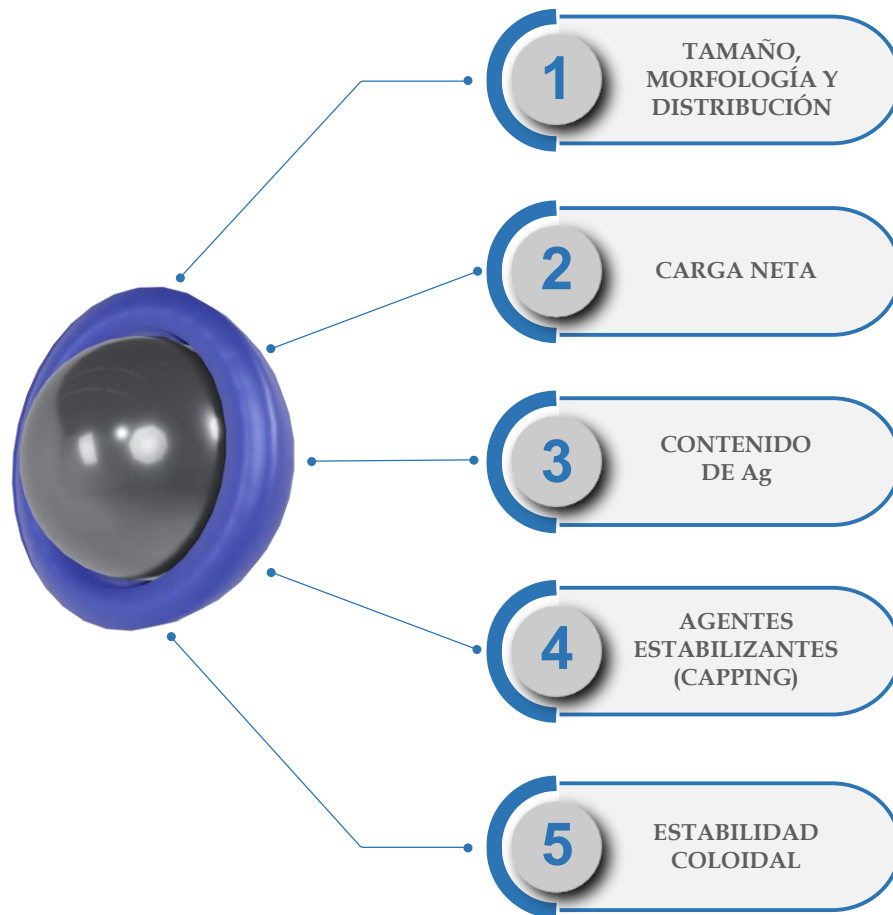 1
TAMAÑO,
MORFOLOGÍA Y
DISTRIBUCIÓN
2
CARGA NETA
3
CONTENIDO
DE Ag
4
AGENTES
ESTABILIZANTES
(CAPPING)
5
ESTABILIDAD
COLOIDAL